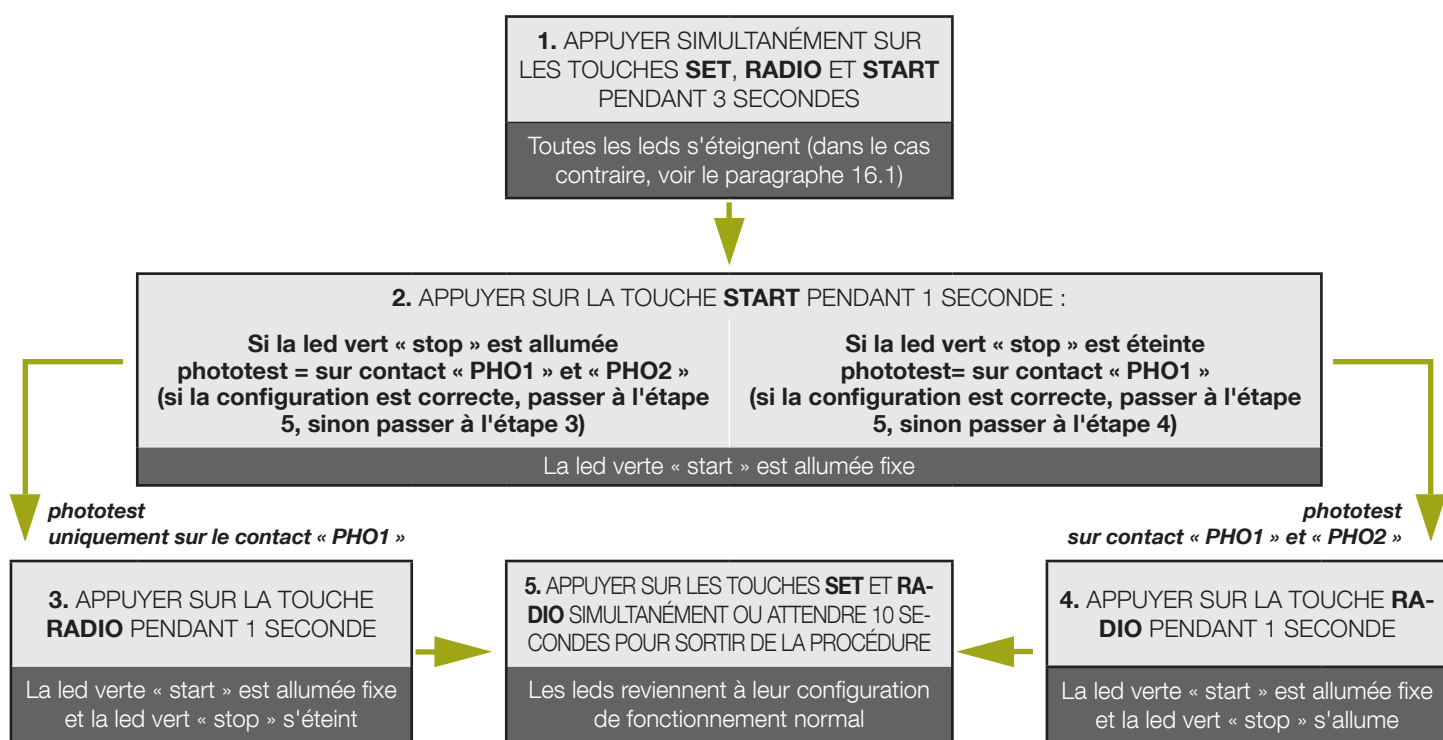 1. APPUYER SIMULTANÉMENT SUR
LES TOUCHES SET, RADIO ET START
PENDANT 3 SECONDES
Toutes les leds s'éteignent (dans le cas
contraire, voir le paragraphe 16.1)
2. APPUYER SUR LA TOUCHE START PENDANT 1 SECONDE :
Si la led vert « stop » est allumée
phototest = sur contact « PHO1 » et « PHO2 »
(si la configuration est correcte, passer à l'étape
5, sinon passer à l'étape 3)
Si la led vert « stop » est éteinte
phototest= sur contact « PHO1 »
(si la configuration est correcte, passer à l'étape
5, sinon passer à l'étape 4)
La led verte « start » est allumée fixe
phototest
uniquement sur le contact « PHO1 »
phototest
sur contact « PHO1 » et « PHO2 »
3. APPUYER SUR LA TOUCHE
RADIO PENDANT 1 SECONDE
La led verte « start » est allumée fixe
et la led vert « stop » s'éteint
5. APPUYER SUR LES TOUCHES SET ET RA-
DIO SIMULTANÉMENT OU ATTENDRE 10 SE-
CONDES POUR SORTIR DE LA PROCÉDURE
Les leds reviennent à leur configuration
de fonctionnement normal
4. APPUYER SUR LA TOUCHE RA-
DIO PENDANT 1 SECONDE
La led verte « start » est allumée fixe
et la led vert « stop » s'allume